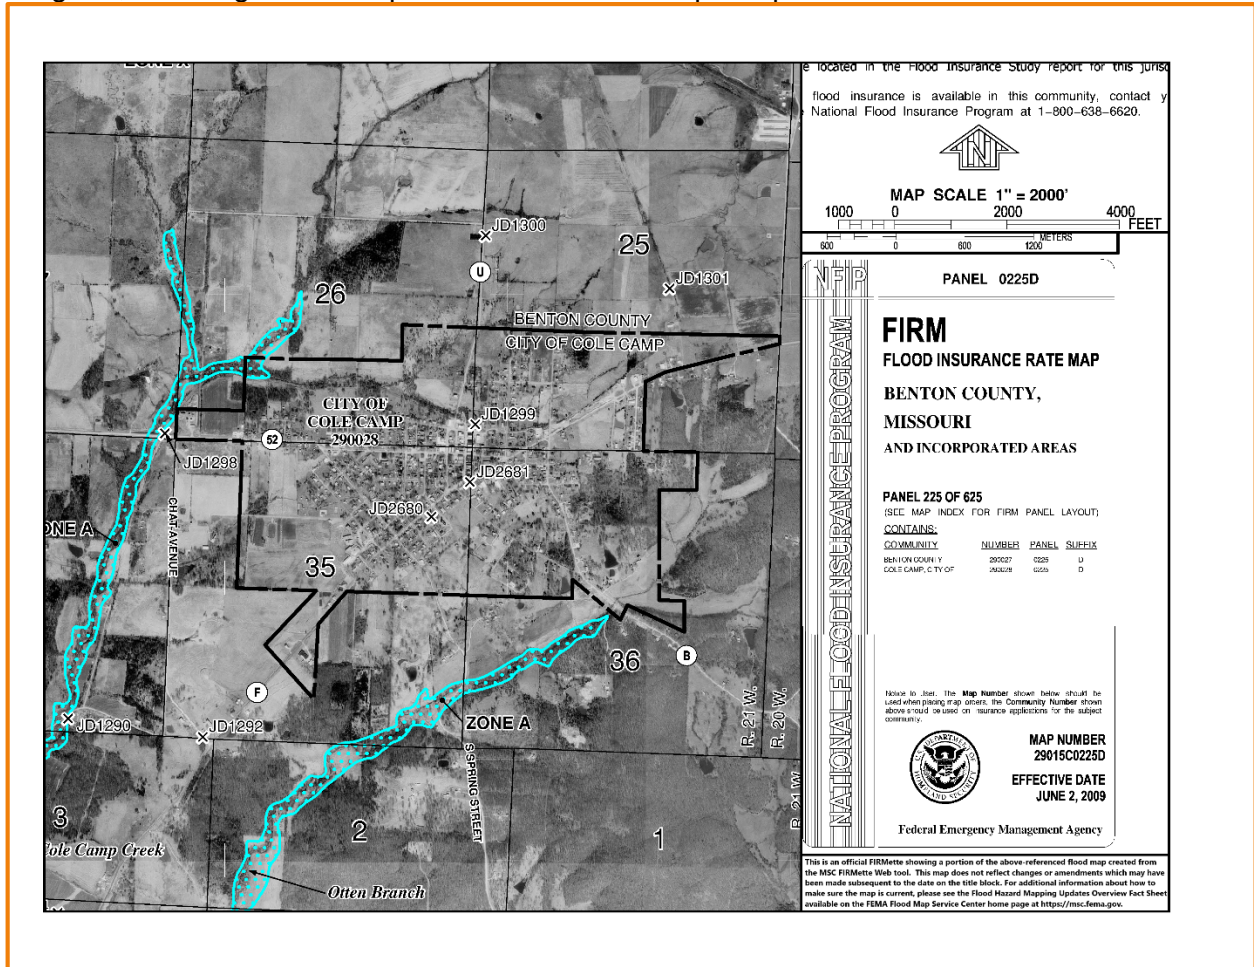 e located in the Flood Insurance Study report for this jurisd
flood insurance is available in this community, contact y
National Flood Insurance Program at 1-800-638-6620.
N
MAP SCALE 1" = 2000'
1000 0 2000 4000
FEET
METERS
600 0 600 1200
NFIP
PANEL 0225D
NATIONAL FLOOD INSURANCE PROGRAM
FIRM
FLOOD INSURANCE RATE MAP
BENTON COUNTY,
MISSOURI
AND INCORPORATED AREAS
PANEL 225 OF 625
(SEE MAP INDEX FOR FIRM PANEL LAYOUT)
CONTAINS:
COMMUNITY NUMBER PANEL SUFFIX
BENTON COUNTY 290027 0225 D
COLE CAMP, CITY OF 290028 0225 D
Notice to User: The Map Number shown below should be
used when placing map orders, the Community Number shown
above should be used on insurance applications for the subject
community.
U.S. DEPARTMENT OF HOMELAND SECURITY
MAP NUMBER
29015C0225D
EFFECTIVE DATE
JUNE 2, 2009
Federal Emergency Management Agency
This is an official FIRMette showing a portion of the above-referenced flood map created from
the MSC FIRMette Web tool. This map does not reflect changes or amendments which may have
been made subsequent to the date on the title block. For additional information about how to
make sure the map is current, please see the Flood Hazard Mapping Updates Overview Fact Sheet
available on the FEMA Flood Map Service Center home page at https://msc.fema.gov.
ZONE X
JD1300
25
U
JD1301
26
BENTON COUNTY
CITY OF COLE CAMP
CITY OF
COLE CAMP
290028
JD1299
52
JD1298
JD2681
CHAT AVENUE
JD2680
ONE A
35
36
B
F
R. 21 W.
R. 20 W.
JD1290
JD1292
ZONE A
S SPRING STREET
R. 21 W
3
2
1
Cole Camp Creek
Otten Branch